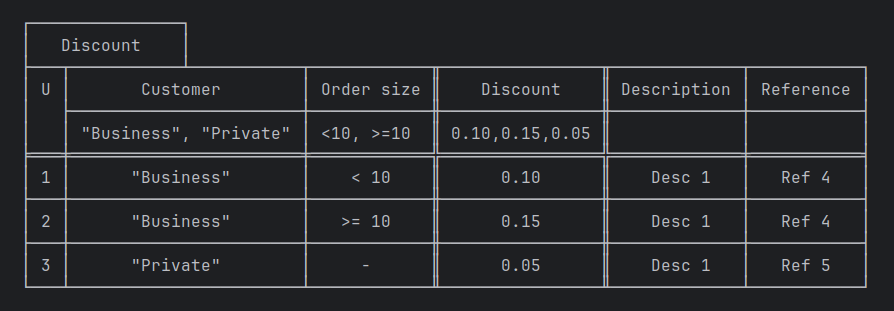 Discount
U Customer Order size Discount Description Reference
"Business", "Private" <10, >=10 0.10,0.15,0.05
1 "Business" < 10 0.10 Desc 1 Ref 4
2 "Business" >= 10 0.15 Desc 1 Ref 4
3 "Private" - 0.05 Desc 1 Ref 5